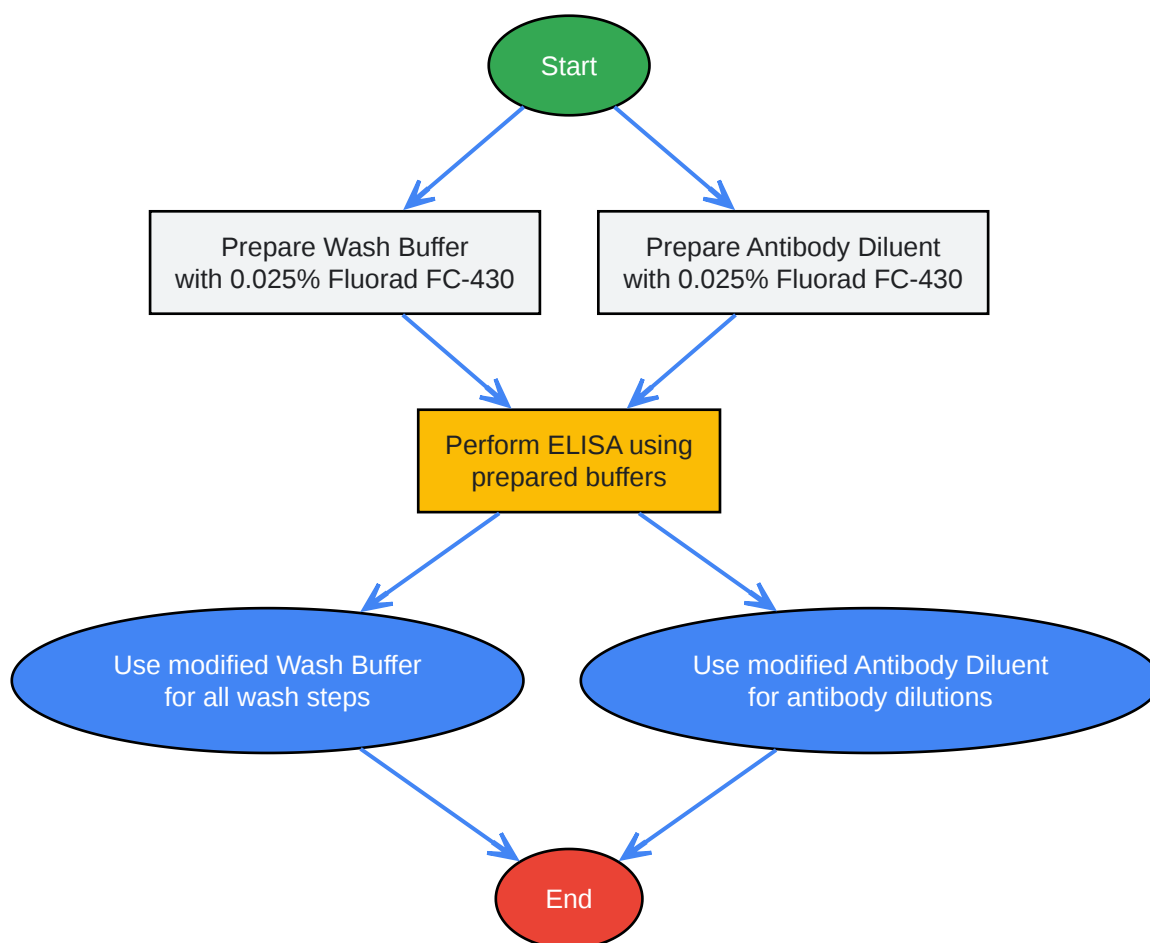 Start
Prepare Wash Buffer
with 0.025% Fluorad FC-430
Prepare Antibody Diluent
with 0.025% Fluorad FC-430
Perform ELISA using
prepared buffers
Use modified Wash Buffer
for all wash steps
Use modified Antibody Diluent
for antibody dilutions
End